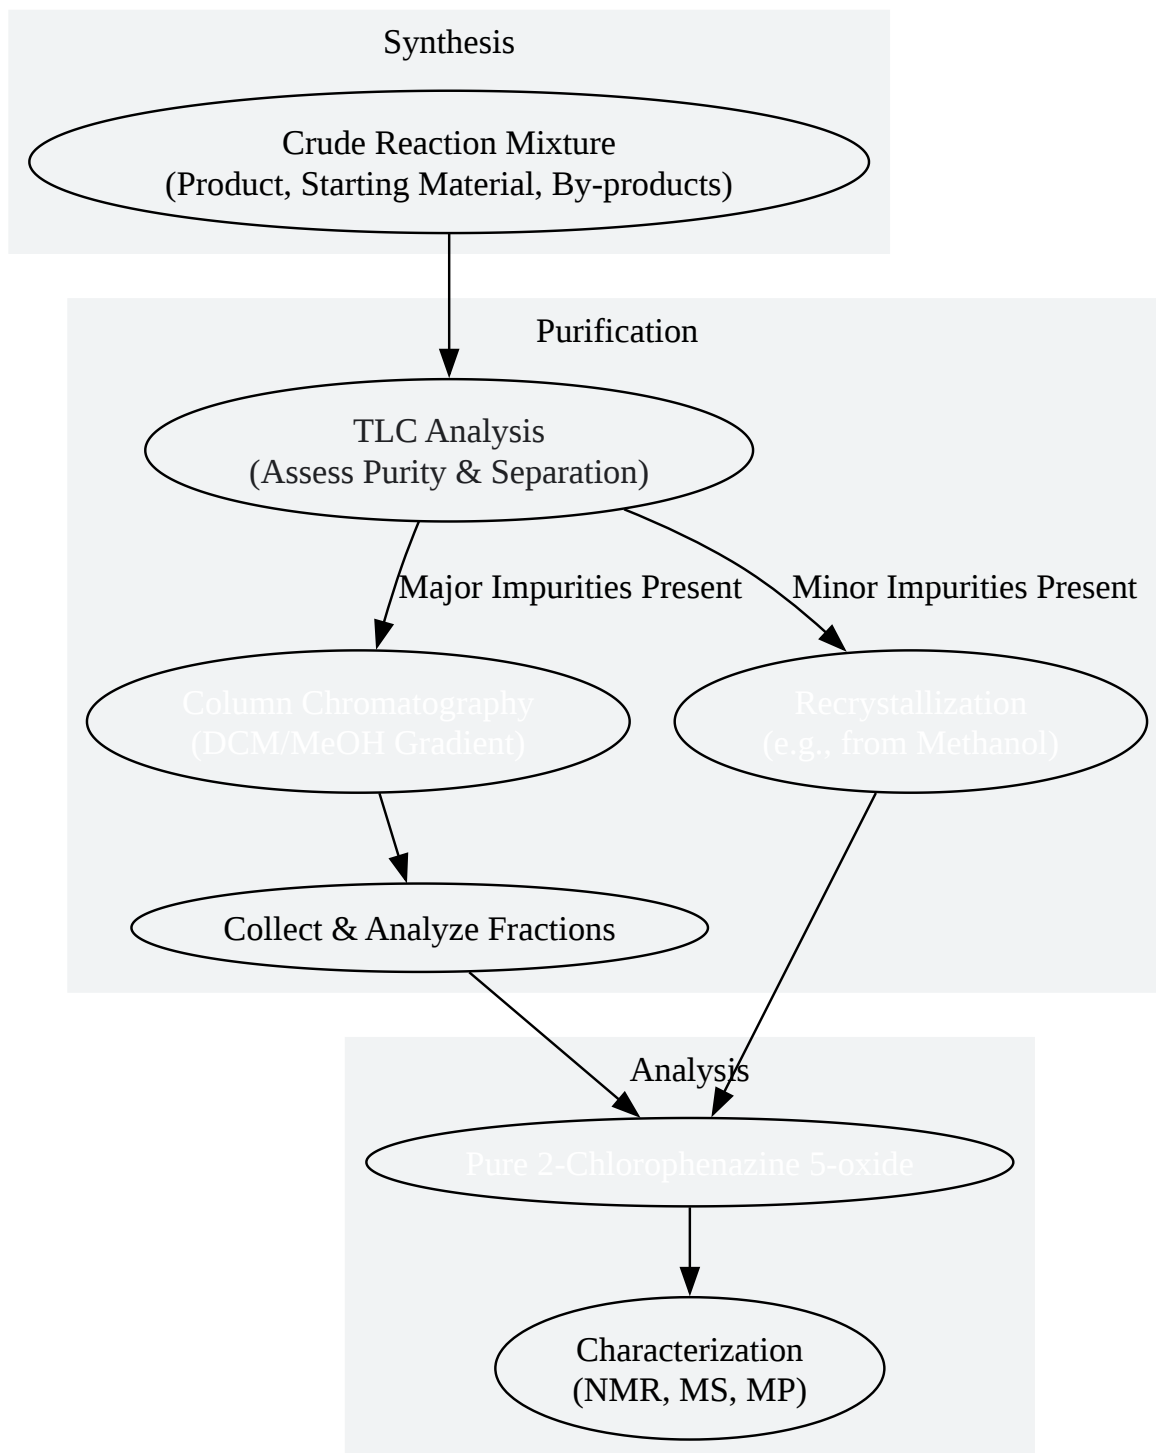 Synthesis
Crude Reaction Mixture
(Product, Starting Material, By-products)
Purification
TLC Analysis
(Assess Purity & Separation)
Major Impurities Present
Minor Impurities Present
Column Chromatography
(DCM/MeOH Gradient)
Recrystallization
(e.g., from Methanol)
Collect & Analyze Fractions
Analysis
Pure 2-Chlorophenazine 5-oxide
Characterization
(NMR, MS, MP)